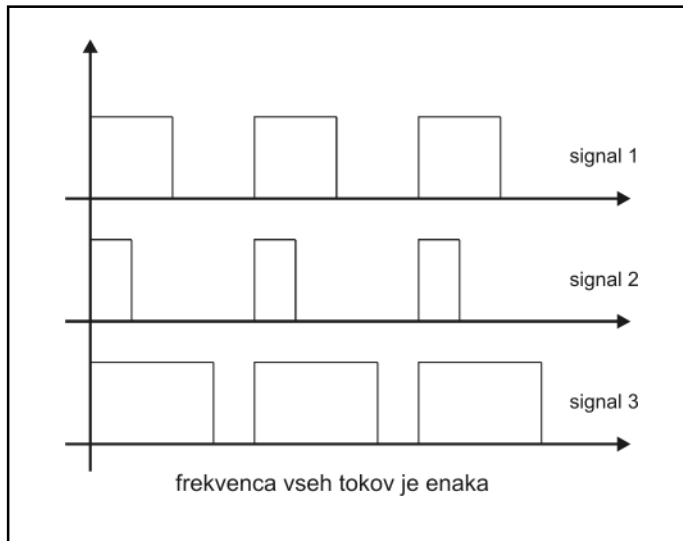 signal 1
signal 2
signal 3
frekvenca vseh tokov je enaka